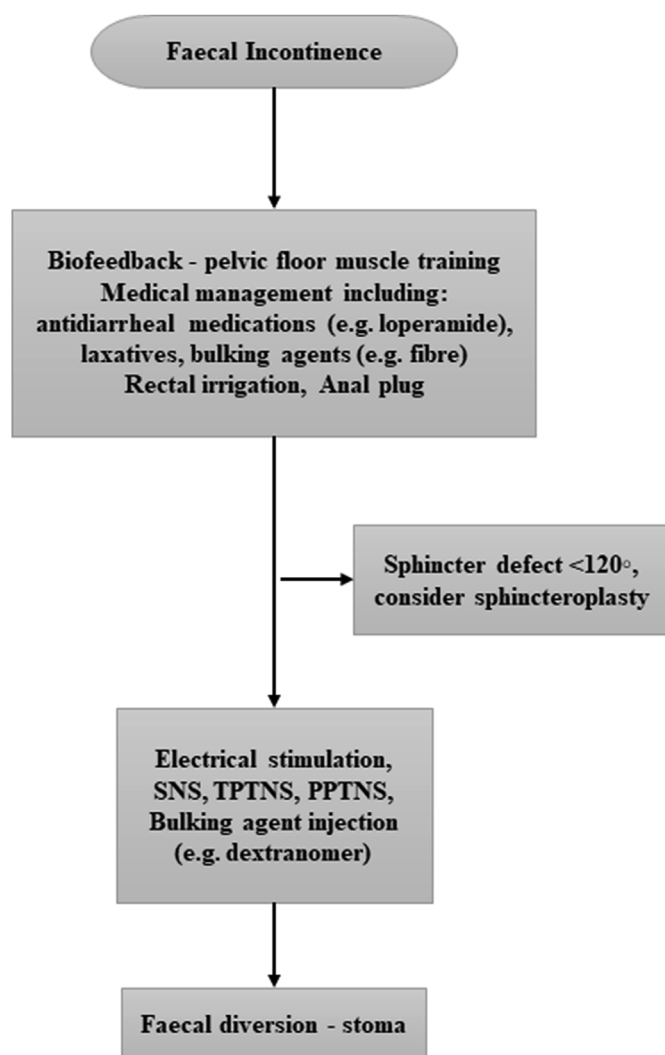 Faecal Incontinence
Biofeedback - pelvic floor muscle training
Medical management including:
antidiarrheal medications (e.g. loperamide),
laxatives, bulking agents (e.g. fibre)
Rectal irrigation, Anal plug
Sphincter defect <120◦,
consider sphincteroplasty
Electrical stimulation,
SNS, TPTNS, PPTNS,
Bulking agent injection
(e.g. dextranomer)
Faecal diversion - stoma